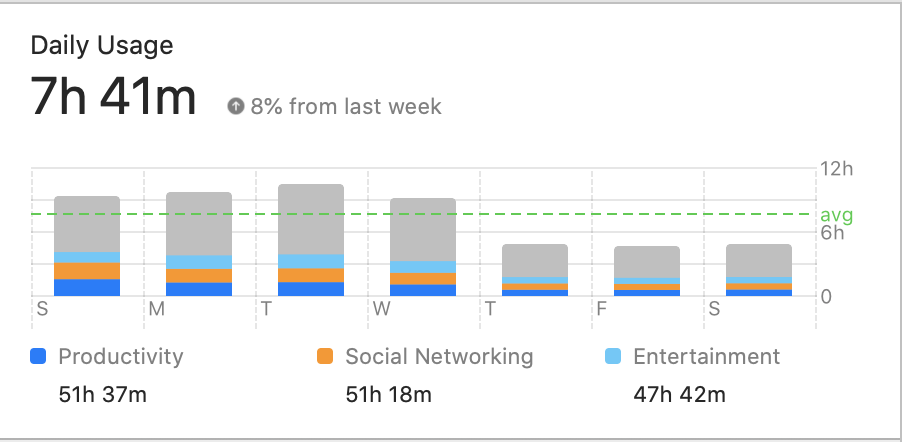 Daily Usage
7h 41m
8% from last week
12h
avg
6h
0
S M T W T F S
Productivity Social Networking Entertainment
51h 37m 51h 18m 47h 42m